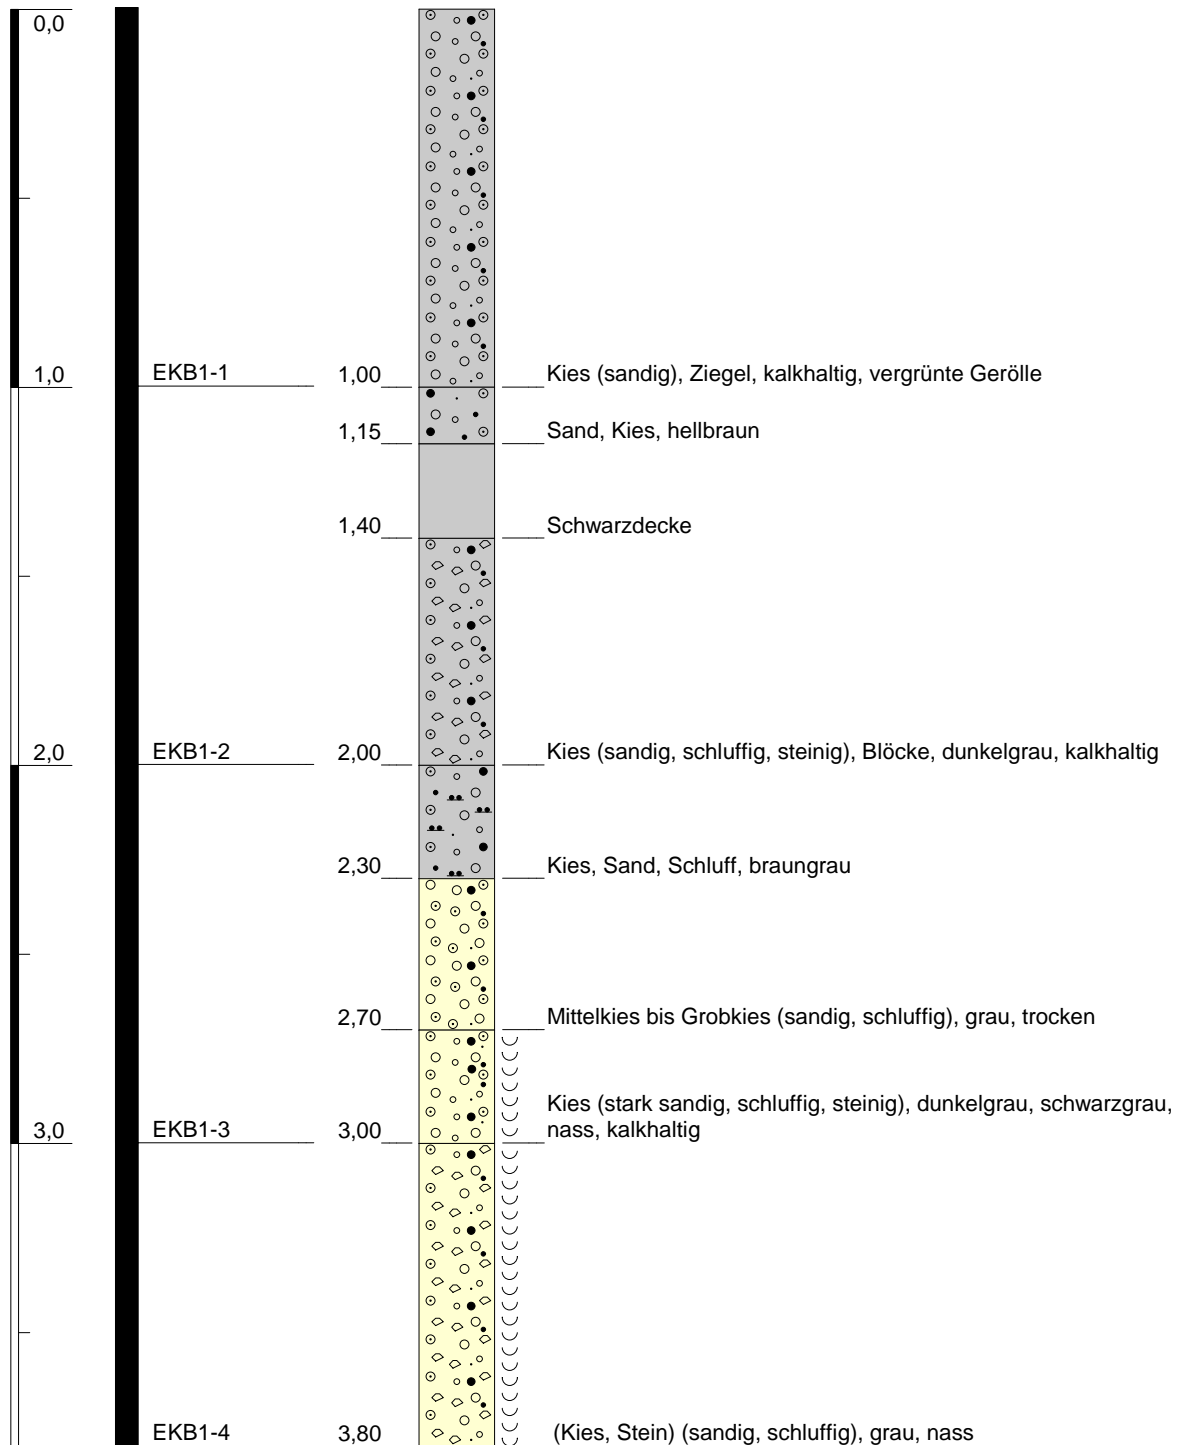 0,0
1,0 EKB1-1 1,00 Kies (sandig), Ziegel, kalkhaltig, vergrünte Gerölle
1,15 Sand, Kies, hellbraun
1,40 Schwarzdecke
2,0 EKB1-2 2,00 Kies (sandig, schluffig, steinig), Blöcke, dunkelgrau, kalkhaltig
2,30 Kies, Sand, Schluff, braungrau
2,70 Mittelkies bis Grobkies (sandig, schluffig), grau, trocken
Kies (stark sandig, schluffig, steinig), dunkelgrau, schwarzgrau,
3,0 EKB1-3 3,00 nass, kalkhaltig
EKB1-4 3,80 (Kies, Stein) (sandig, schluffig), grau, nass